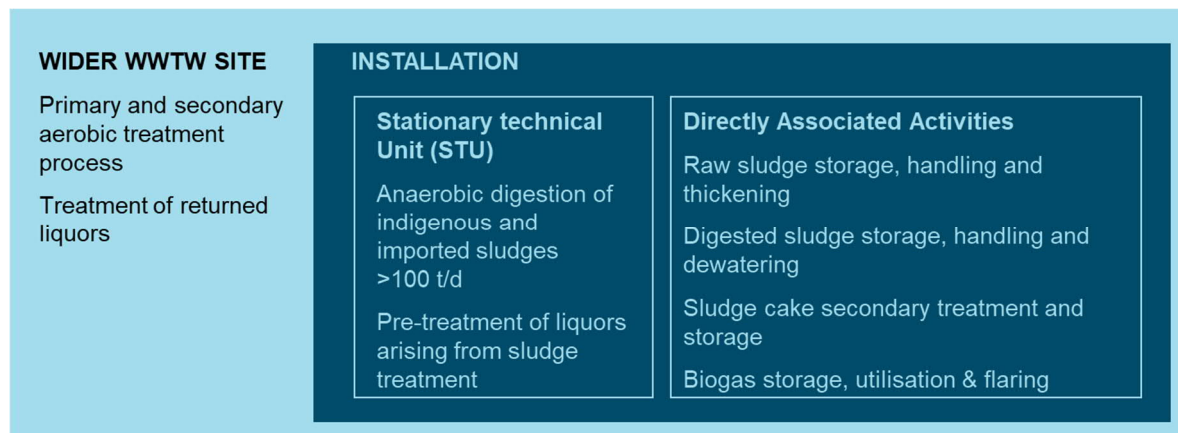 WIDER WWTW SITE
Primary and secondary
aerobic treatment
process
Treatment of returned
liquors
INSTALLATION
Stationary technical
Unit (STU)
Anaerobic digestion of
indigenous and
imported sludges
>100 t/d
Pre-treatment of liquors
arising from sludge
treatment
Directly Associated Activities
Raw sludge storage, handling and
thickening
Digested sludge storage, handling and
dewatering
Sludge cake secondary treatment and
storage
Biogas storage, utilisation & flaring